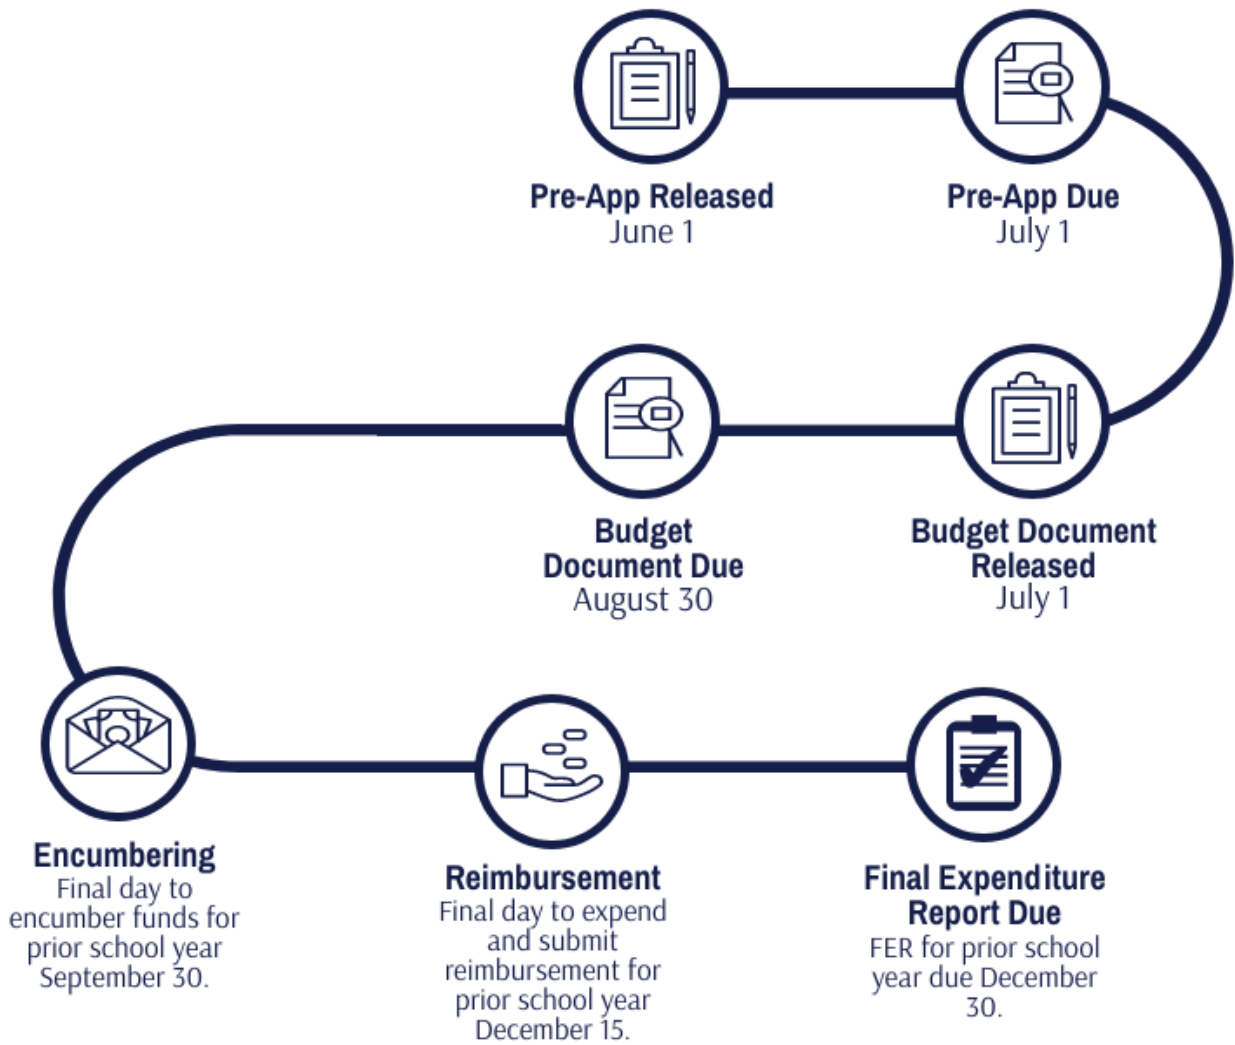 Pre-App Released
June 1
Pre-App Due
July 1
Budget Document
Released
July 1
Budget
Document Due
August 30
Encumbering
Final day to
encumber funds for
prior school year
September 30.
Reimbursement
Final day to expend
and submit
reimbursement for
prior school year
December 15.
Final Expenditure
Report Due
FER for prior school
year due December
30.